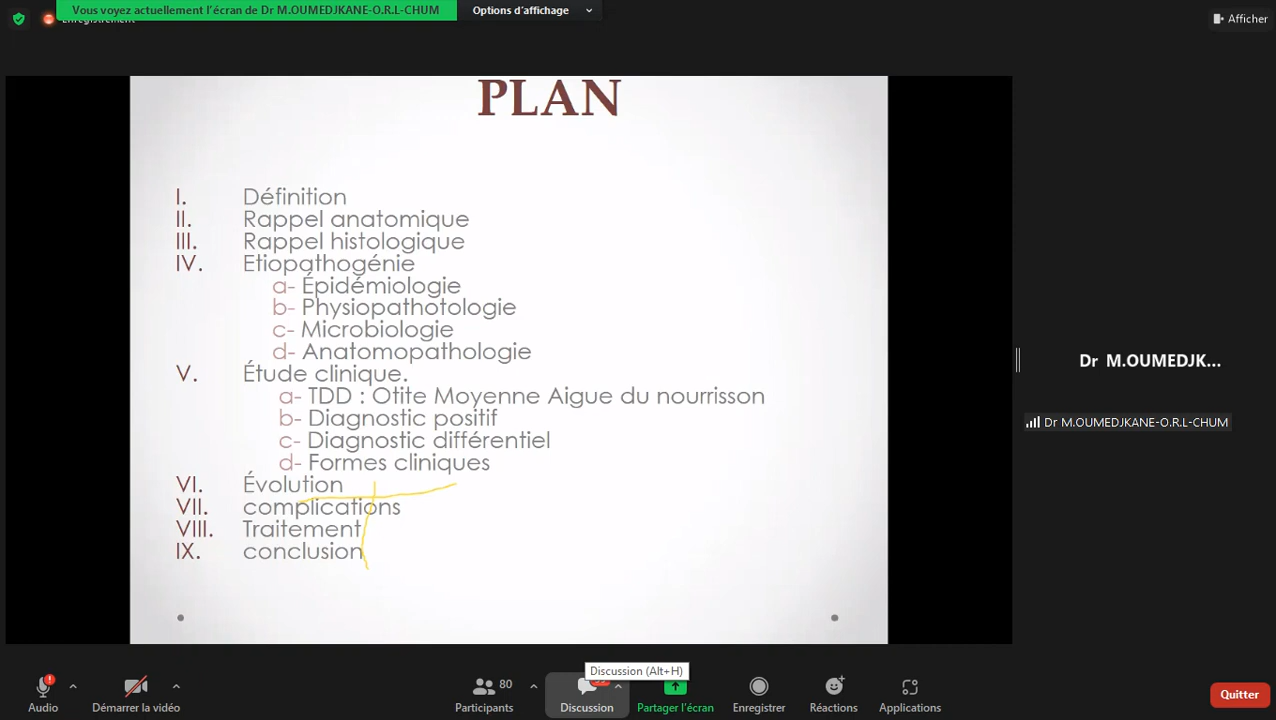 Vous voyez actuellement l'écran de Dr M.OUMEDJKANE-O.R.L-CHUM
Options d'affichage
Enregistrement
Afficher
PLAN
I. Définition
II. Rappel anatomique
III. Rappel histologique
IV. Etiopathogénie
a- Épidémiologie
b- Physiopathotologie
c- Microbiologie
d- Anatomopathologie
V. Étude clinique.
a- TDD : Otite Moyenne Aigue du nourrisson
b- Diagnostic positif
c- Diagnostic différentiel
d- Formes cliniques
VI. Évolution
VII. complications
VIII. Traitement
IX. conclusion
Dr M.OUMEDJK...
Dr M.OUMEDJKANE-O.R.L-CHUM
Discussion (Alt+H)
80
Audio
Démarrer la vidéo
Participants
Discussion
Partager l'écran
Enregistrer
Réactions
Applications
Quitter